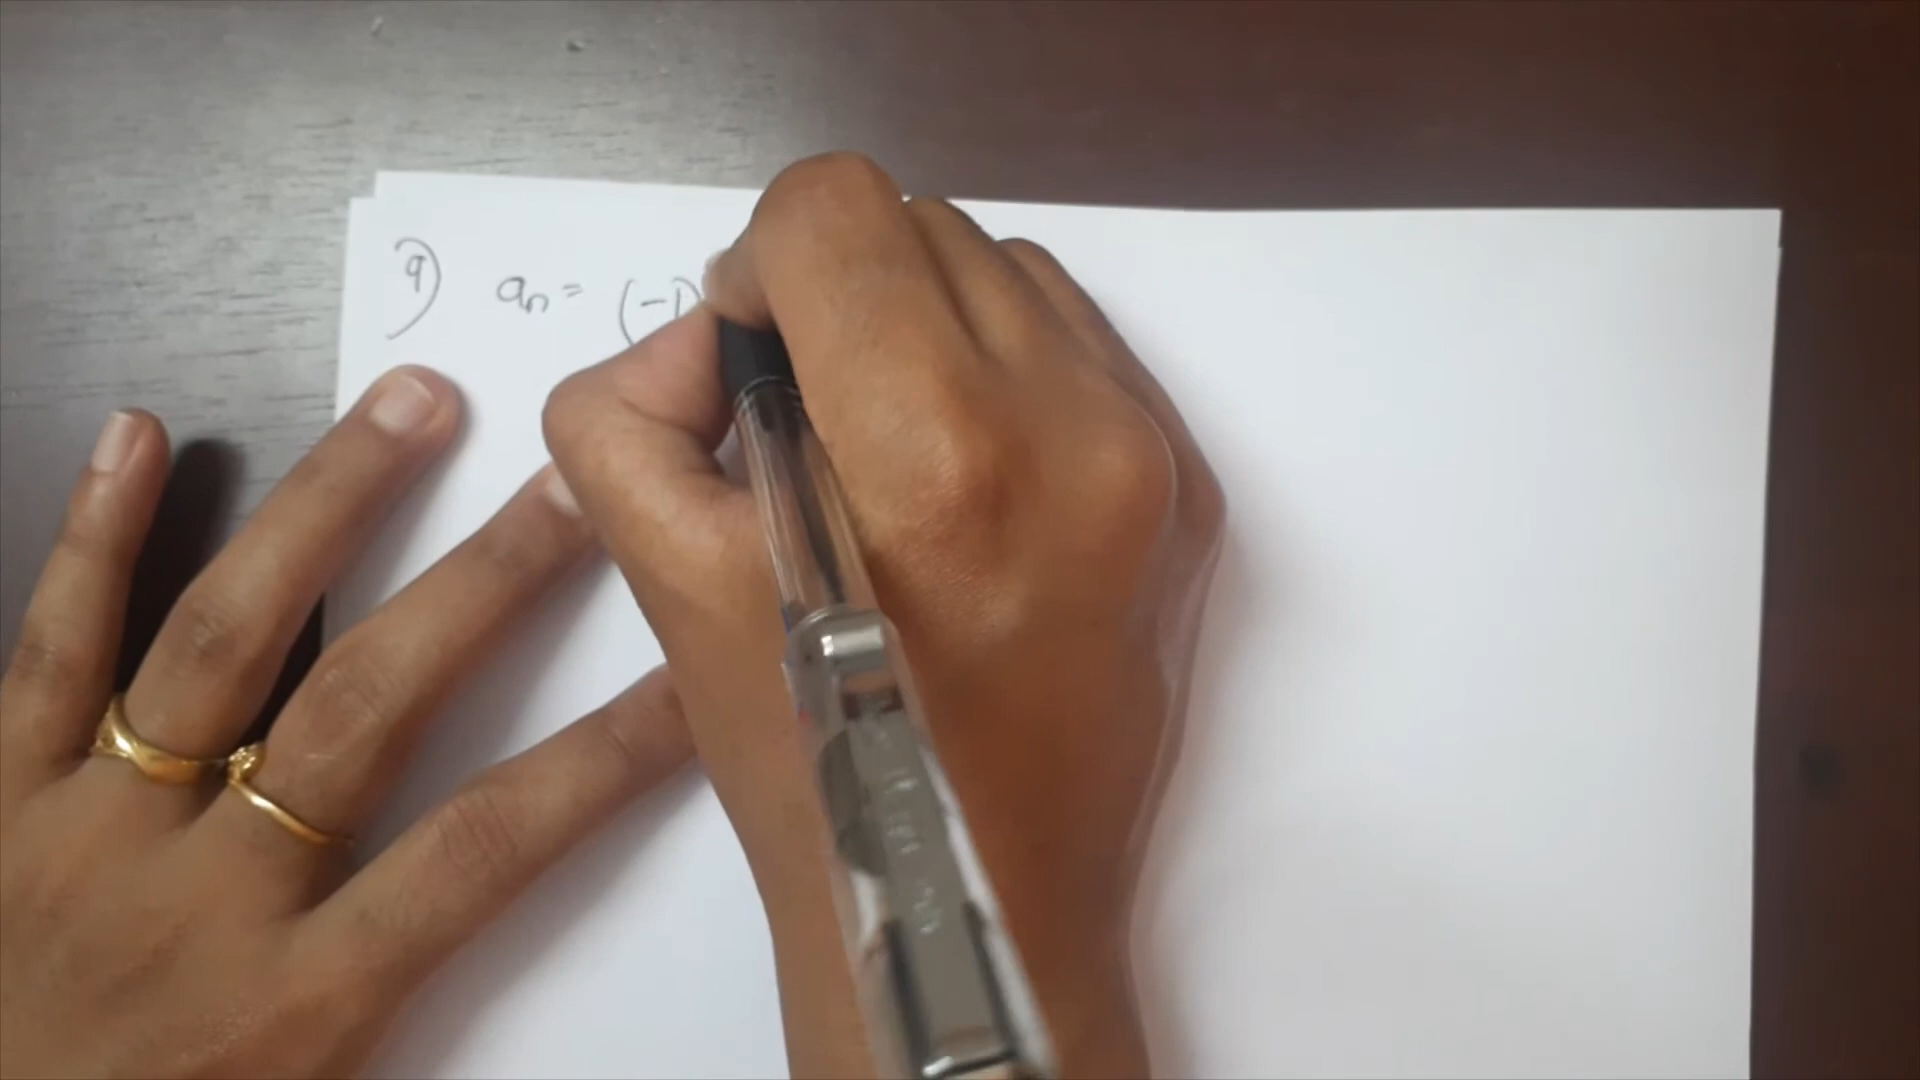 9) aₙ = (-1)